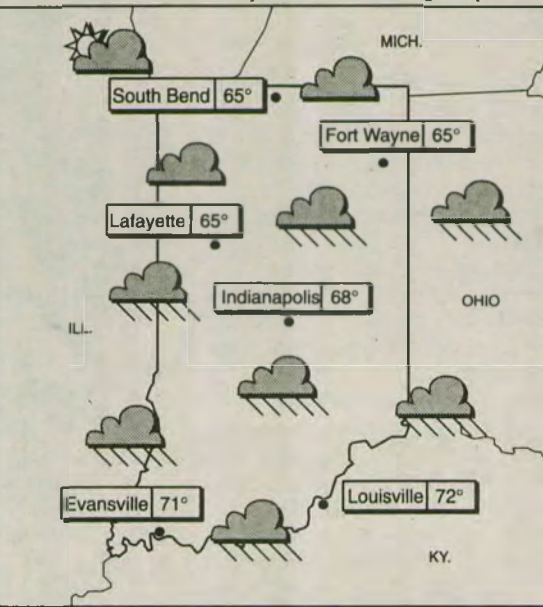 MICH.
South Bend 65°
Fort Wayne 65°
Lafayette 65°
Indianapolis 68°
OHIO
ILL.
Evansville 71°
Louisville 72°
KY.